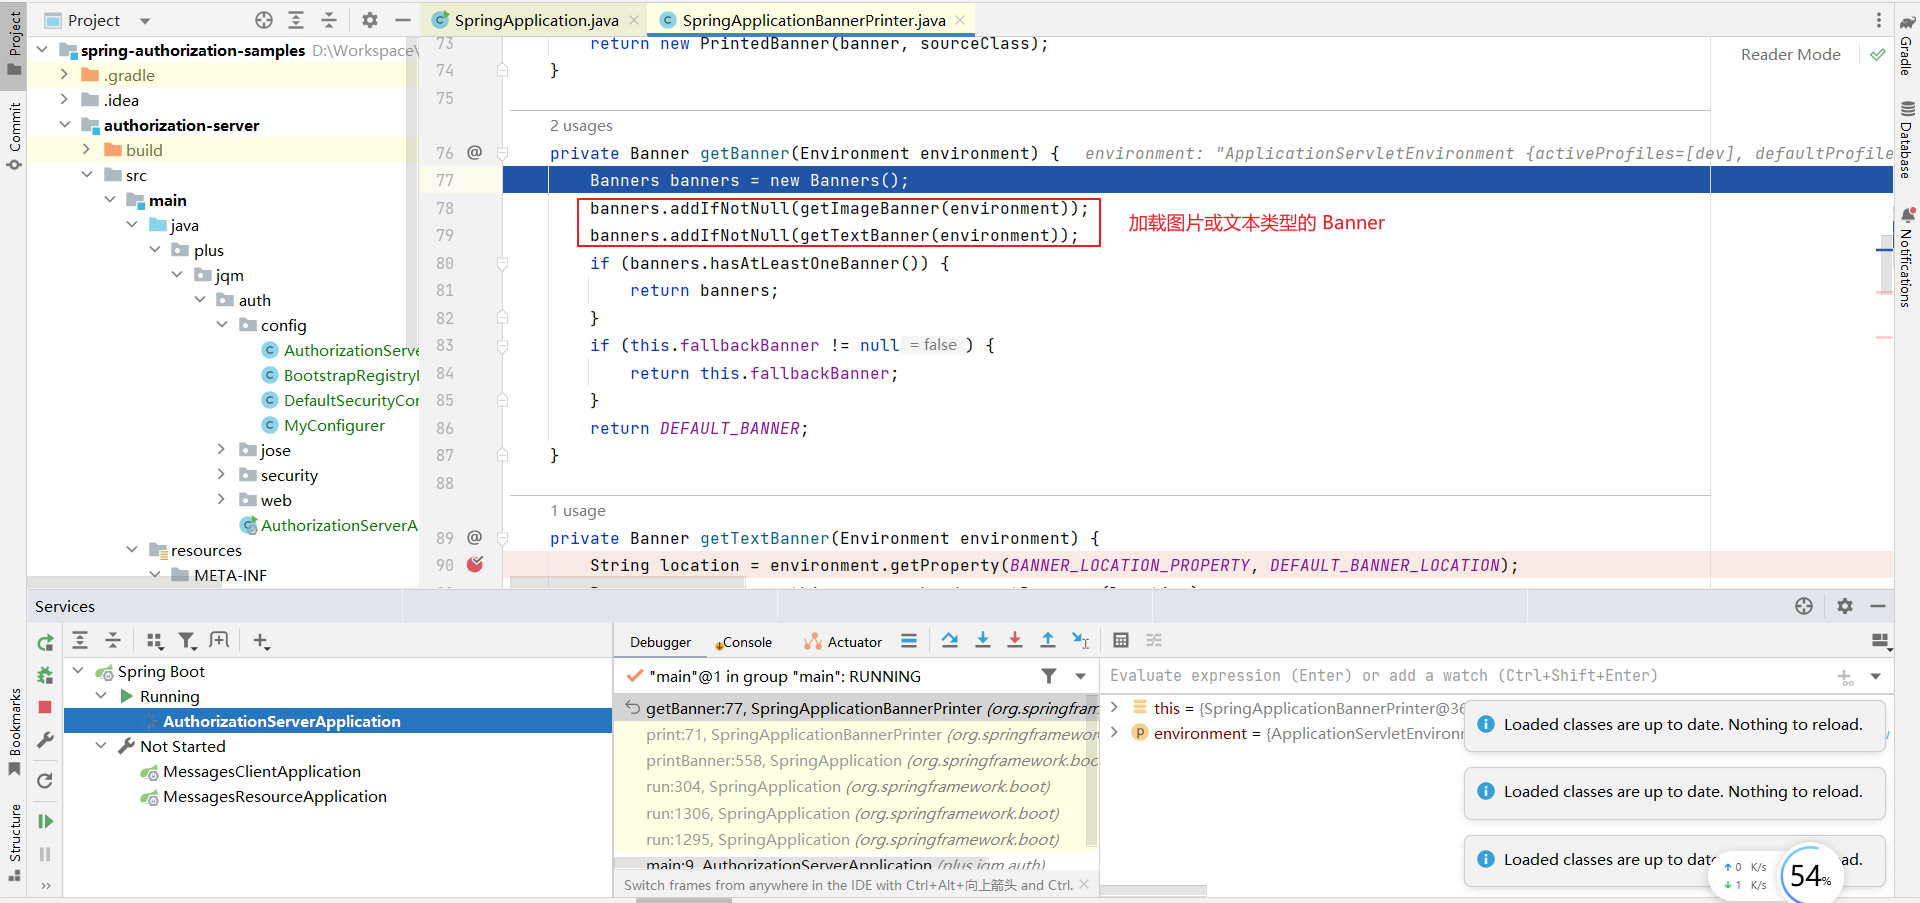 Project
SpringApplication.java
SpringApplicationBannerPrinter.java
Project
Commit
Bookmarks
Structure
Gradle
Database
Notifications
spring-authorization-samples D:\Workspace\
.gradle
.idea
authorization-server
build
src
main
java
plus
jqm
auth
config
AuthorizationServe
BootstrapRegistryI
DefaultSecurityCor
MyConfigurer
jose
security
web
AuthorizationServerA
resources
META-INF
Reader Mode
73 return new PrintedBanner(banner, sourceClass);
74 }
75
2 usages
76 @ private Banner getBanner(Environment environment) { environment: "ApplicationServletEnvironment {activeProfiles=[dev], defaultProfile
77 Banners banners = new Banners();
78 banners.addIfNotNull(getImageBanner(environment));
79 banners.addIfNotNull(getTextBanner(environment));
加载图片或文本类型的 Banner
80 if (banners.hasAtLeastOneBanner()) {
81 return banners;
82 }
83 if (this.fallbackBanner != null = false ) {
84 return this.fallbackBanner;
85 }
86 return DEFAULT_BANNER;
87 }
88
1 usage
89 @ private Banner getTextBanner(Environment environment) {
90 String location = environment.getProperty(BANNER_LOCATION_PROPERTY, DEFAULT_BANNER_LOCATION);
Services
Spring Boot
Running
AuthorizationServerApplication
Not Started
MessagesClientApplication
MessagesResourceApplication
Debugger Console Actuator
"main"@1 in group "main": RUNNING
getBanner:77, SpringApplicationBannerPrinter (org.springfram
print:71, SpringApplicationBannerPrinter (org.springframewor
printBanner:558, SpringApplication (org.springframework.boo
run:304, SpringApplication (org.springframework.boot)
run:1306, SpringApplication (org.springframework.boot)
run:1295, SpringApplication (org.springframework.boot)
main:9, AuthorizationServerApplication (plus.jqm.auth)
Switch frames from anywhere in the IDE with Ctrl+Alt+向上箭头 and Ctrl.
Evaluate expression (Enter) or add a watch (Ctrl+Shift+Enter)
this = {SpringApplicationBannerPrinter@36
environment = {ApplicationServletEnvironm
Loaded classes are up to date. Nothing to reload.
Loaded classes are up to date. Nothing to reload.
Loaded classes are up to date
ad.
↑ 0 K/s
↓ 1 K/s
54%